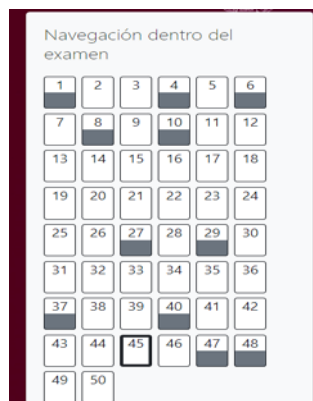 Navegación dentro del
examen
1 2 3 4 5 6
7 8 9 10 11 12
13 14 15 16 17 18
19 20 21 22 23 24
25 26 27 28 29 30
31 32 33 34 35 36
37 38 39 40 41 42
43 44 45 46 47 48
49 50